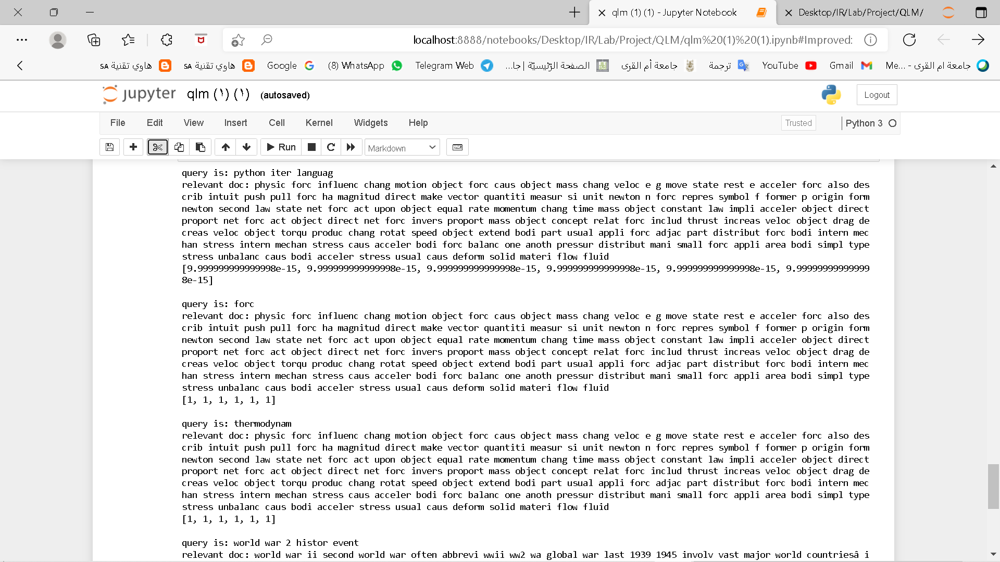 qlm (1) (1) - Jupyter Notebook
Desktop/IR/Lab/Project/QLM/
localhost:8888/notebooks/Desktop/IR/Lab/Project/QLM/qlm%20(1)%20(1).ipynb#Improved:
هاوي تقنية SA
هاوي تقنية SA
Google
(8) WhatsApp
Telegram Web
الصفحة الرّئيسيّة | جا...
جامعة أم القرى
ترجمة
YouTube
Gmail
جامعة ام القرى - Me...
jupyter qlm (١) (١) (autosaved)
Logout
File Edit View Insert Cell Kernel Widgets Help
Trusted
Python 3
Run
Markdown
query is: python iter languag
relevant doc: physic forc influenc chang motion object forc caus object mass chang veloc e g move state rest e acceler forc also des
crib intuit push pull forc ha magnitud direct make vector quantiti measur si unit newton n forc repres symbol f former p origin form
newton second law state net forc act upon object equal rate momentum chang time mass object constant law impli acceler object direct
proport net forc act object direct net forc invers proport mass object concept relat forc includ thrust increas veloc object drag de
creas veloc object torqu produc chang rotat speed object extend bodi part usual appli forc adjac part distribut forc bodi intern mec
han stress intern mechan stress caus acceler bodi forc balanc one anoth pressur distribut mani small forc appli area bodi simpl type
stress unbalanc caus bodi acceler stress usual caus deform solid materi flow fluid
[9.999999999999998e-15, 9.999999999999998e-15, 9.999999999999998e-15, 9.999999999999998e-15, 9.999999999999998e-15, 9.99999999999999
8e-15]
query is: forc
relevant doc: physic forc influenc chang motion object forc caus object mass chang veloc e g move state rest e acceler forc also des
crib intuit push pull forc ha magnitud direct make vector quantiti measur si unit newton n forc repres symbol f former p origin form
newton second law state net forc act upon object equal rate momentum chang time mass object constant law impli acceler object direct
proport net forc act object direct net forc invers proport mass object concept relat forc includ thrust increas veloc object drag de
creas veloc object torqu produc chang rotat speed object extend bodi part usual appli forc adjac part distribut forc bodi intern mec
han stress intern mechan stress caus acceler bodi forc balanc one anoth pressur distribut mani small forc appli area bodi simpl type
stress unbalanc caus bodi acceler stress usual caus deform solid materi flow fluid
[1, 1, 1, 1, 1, 1]
query is: thermodynam
relevant doc: physic forc influenc chang motion object forc caus object mass chang veloc e g move state rest e acceler forc also des
crib intuit push pull forc ha magnitud direct make vector quantiti measur si unit newton n forc repres symbol f former p origin form
newton second law state net forc act upon object equal rate momentum chang time mass object constant law impli acceler object direct
proport net forc act object direct net forc invers proport mass object concept relat forc includ thrust increas veloc object drag de
creas veloc object torqu produc chang rotat speed object extend bodi part usual appli forc adjac part distribut forc bodi intern mec
han stress intern mechan stress caus acceler bodi forc balanc one anoth pressur distribut mani small forc appli area bodi simpl type
stress unbalanc caus bodi acceler stress usual caus deform solid materi flow fluid
[1, 1, 1, 1, 1, 1]
query is: world war 2 histor event
relevant doc: world war ii second world war often abbrevi wwii ww2 wa global war last 1939 1945 involv vast major world countriesâ i